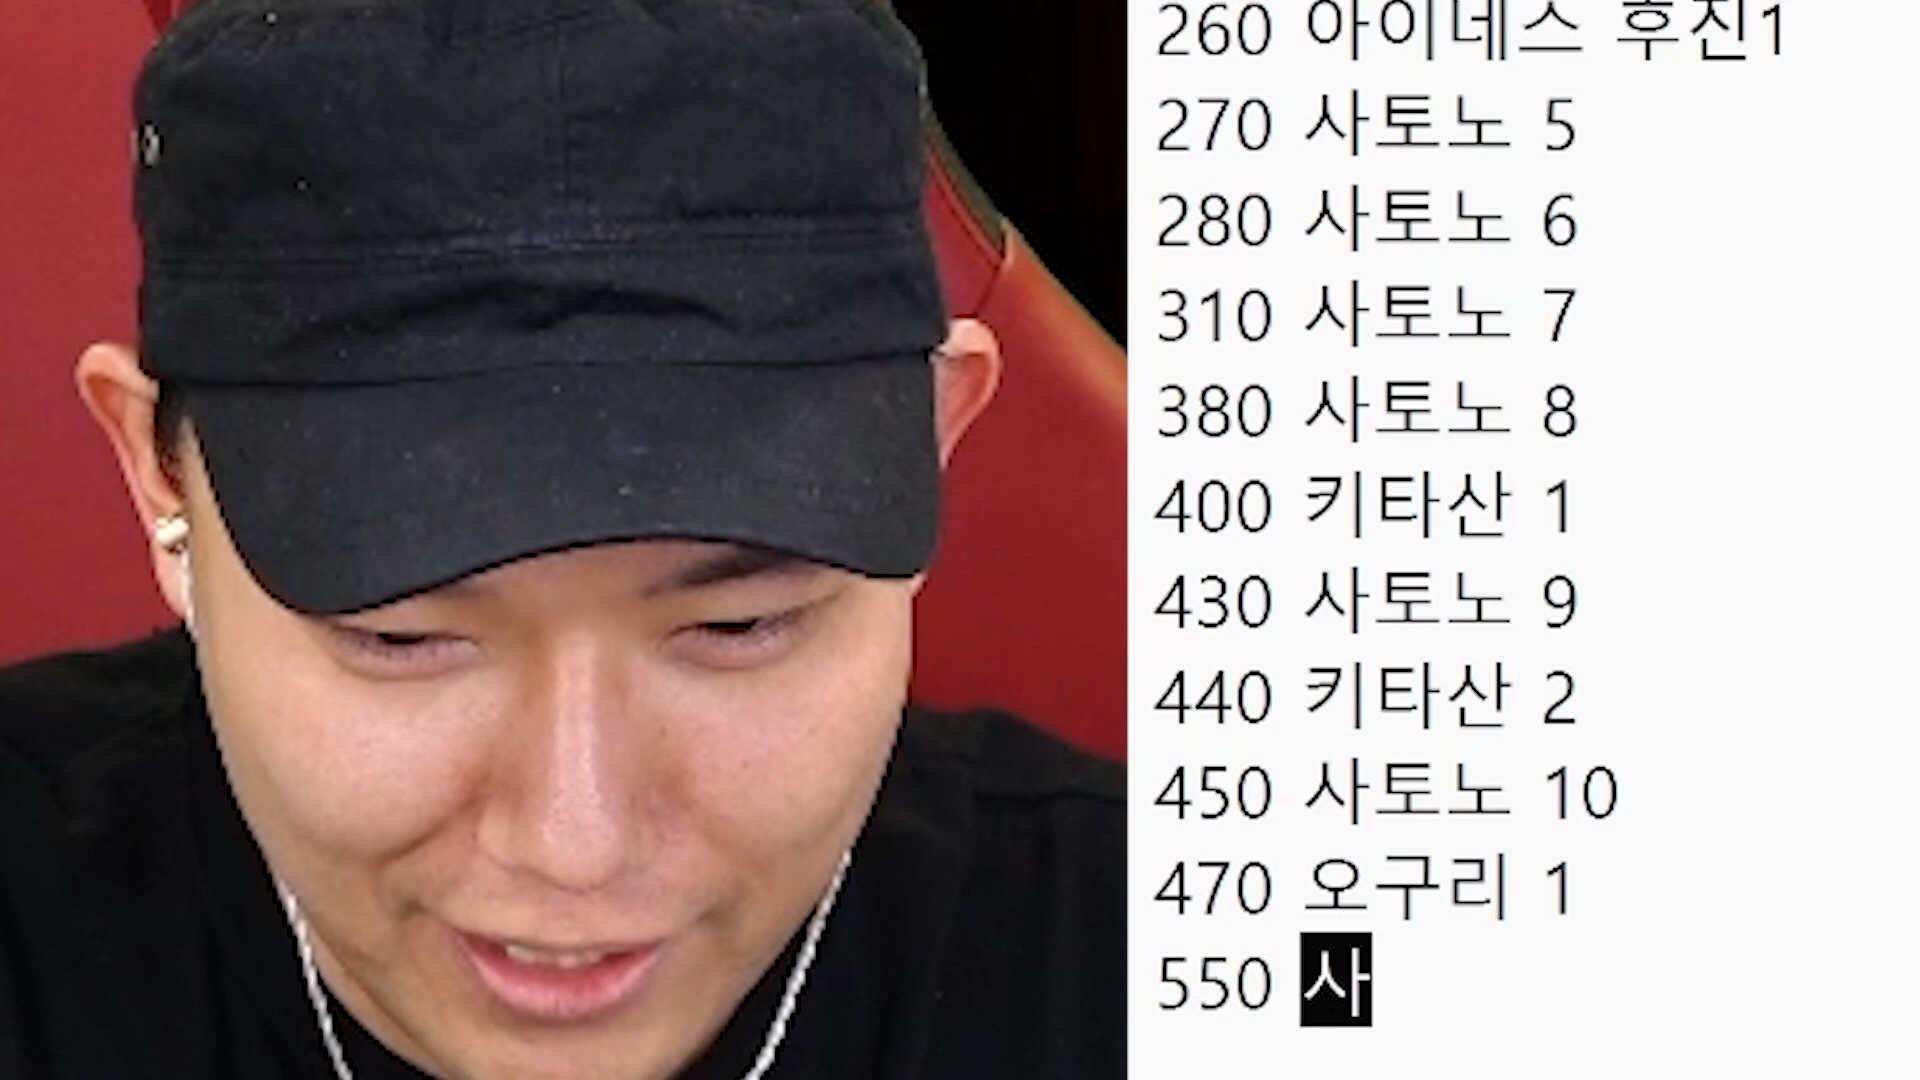 260 아이네스 후진1
270 사토노 5
280 사토노 6
310 사토노 7
380 사토노 8
400 키타산 1
430 사토노 9
440 키타산 2
450 사토노 10
470 오구리 1
550 사